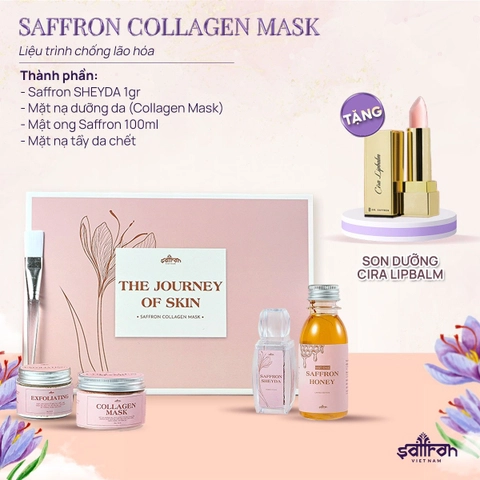 SAFFRON COLLAGEN MASK
Liệu trình chống lão hóa
Thành phần:
- Saffron SHEYDA 1gr
- Mặt nạ dưỡng da (Collagen Mask)
- Mật ong Saffron 100ml
- Mặt nạ tẩy da chết
TẶNG
Cira Lipbalm
SON DƯỠNG
CIRA LIPBALM
THE JOURNEY
OF SKIN
• SAFFRON COLLAGEN MASK •
EXFOLIATING
COLLAGEN
MASK
SAFFRON
SHEYDA
SAFFRON
HONEY
saffron
VIETNAM